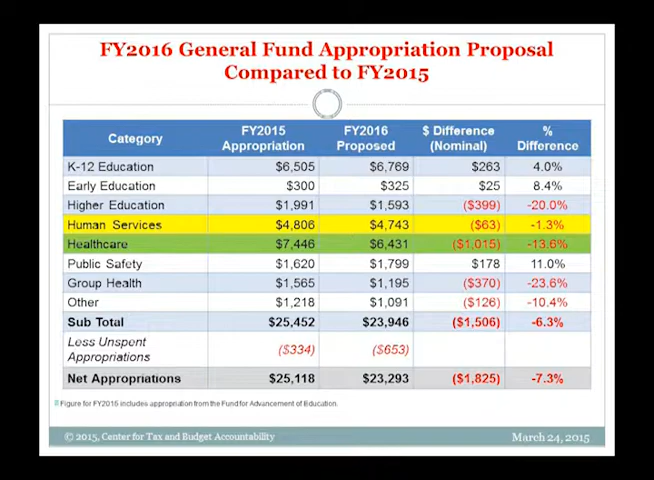 FY2016 General Fund Appropriation Proposal
Compared to FY2015
Category FY2015 Appropriation FY2016 Proposed $ Difference (Nominal) % Difference
K-12 Education $6,505 $6,769 $263 4.0%
Early Education $300 $325 $25 8.4%
Higher Education $1,991 $1,593 ($399) -20.0%
Human Services $4,806 $4,743 ($63) -1.3%
Healthcare $7,446 $6,431 ($1,015) -13.6%
Public Safety $1,620 $1,799 $178 11.0%
Group Health $1,565 $1,195 ($370) -23.6%
Other $1,218 $1,091 ($126) -10.4%
Sub Total $25,452 $23,946 ($1,506) -6.3%
Less Unspent Appropriations ($334) ($653)
Net Appropriations $25,118 $23,293 ($1,825) -7.3%
Figure for FY2015 includes appropriation from the Fund for Advancement of Education.
© 2015, Center for Tax and Budget Accountability March 24, 2015